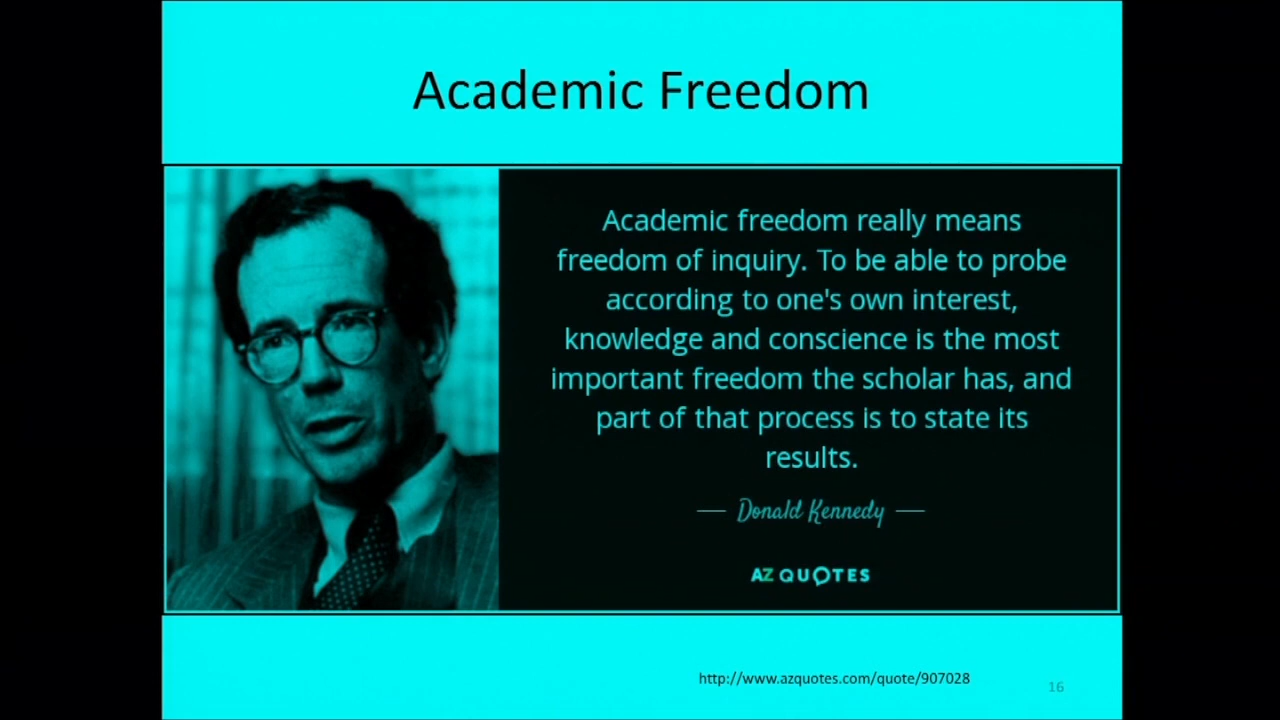 Academic Freedom
Academic freedom really means
freedom of inquiry. To be able to probe
according to one's own interest,
knowledge and conscience is the most
important freedom the scholar has, and
part of that process is to state its
results.
— Donald Kennedy —
AZ QUOTES
http://www.azquotes.com/quote/907028
16